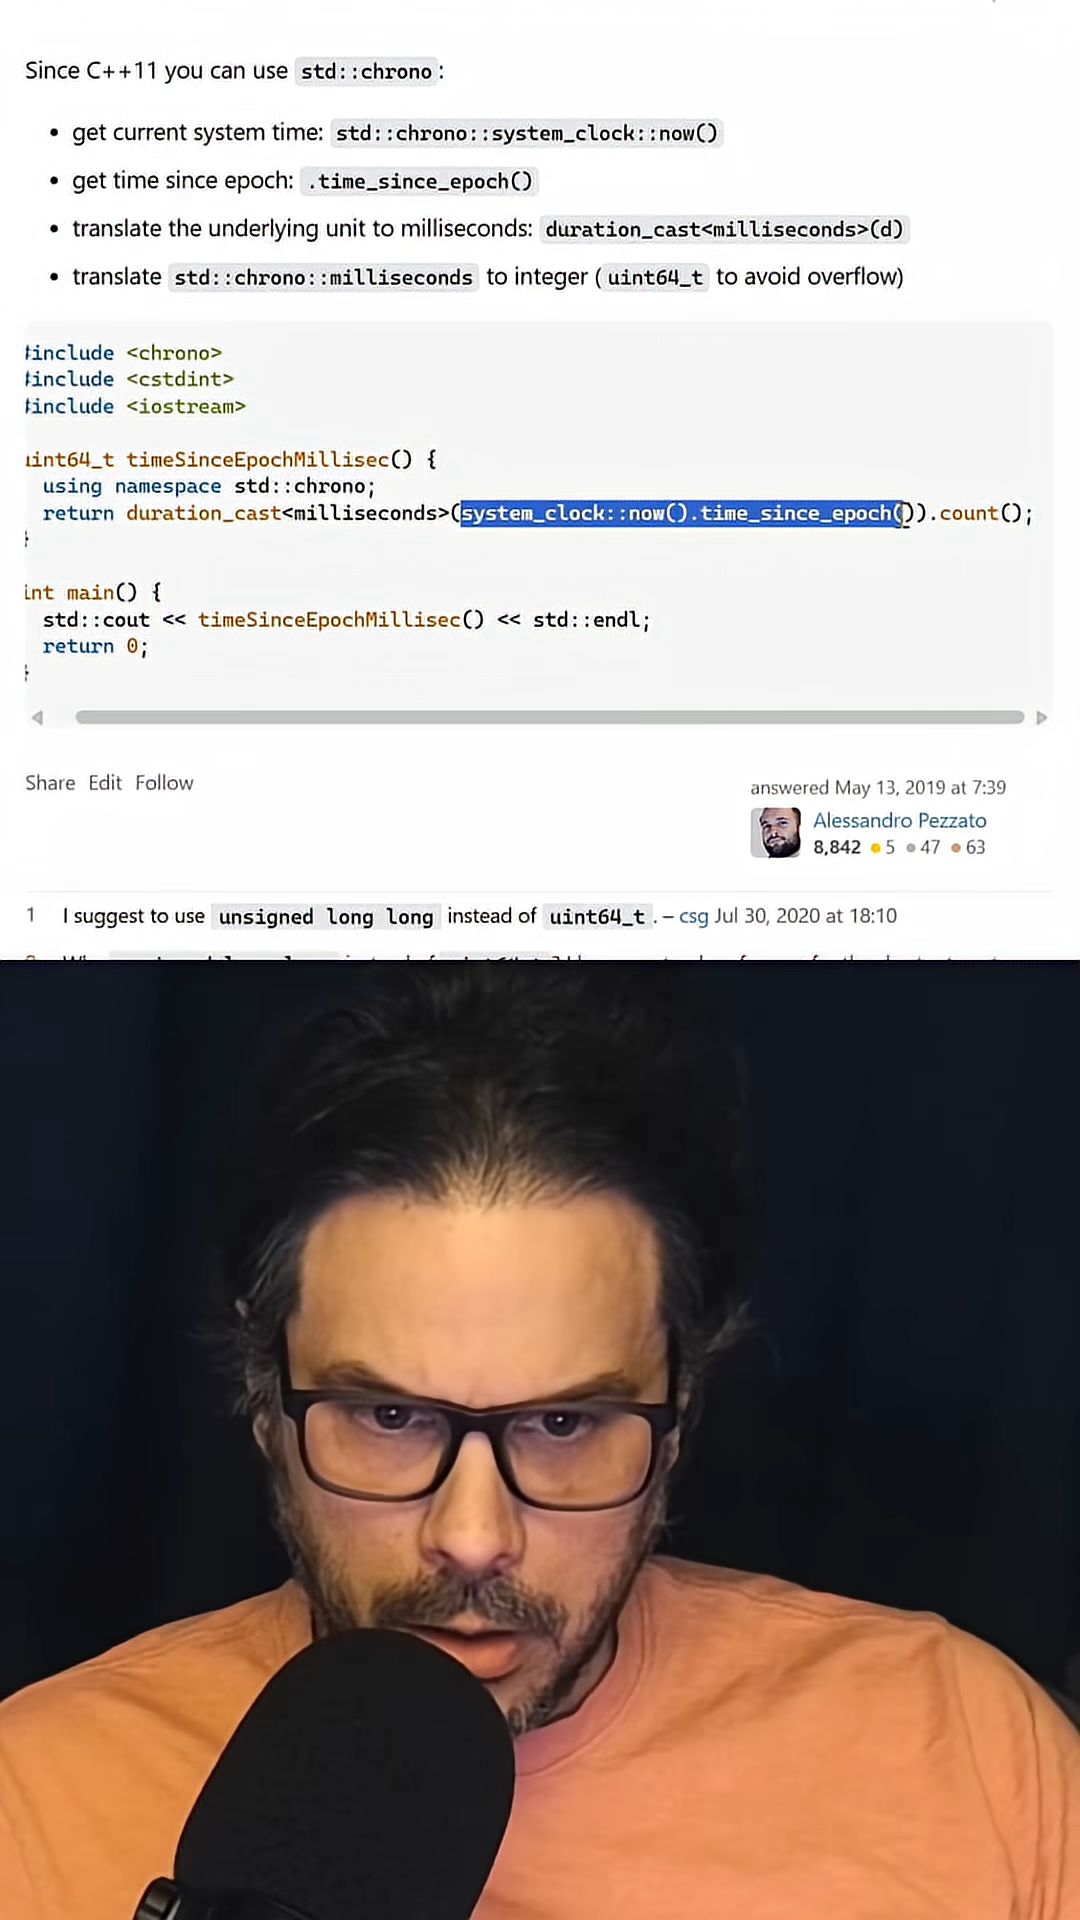 Since C++11 you can use std::chrono:
• get current system time: std::chrono::system_clock::now()
• get time since epoch: .time_since_epoch()
• translate the underlying unit to milliseconds: duration_cast<milliseconds>(d)
• translate std::chrono::milliseconds to integer (uint64_t to avoid overflow)
#include <chrono>
#include <cstdint>
#include <iostream>
uint64_t timeSinceEpochMillisec() {
using namespace std::chrono;
return duration_cast<milliseconds>(system_clock::now().time_since_epoch()).count();
}
int main() {
std::cout << timeSinceEpochMillisec() << std::endl;
return 0;
}
Share Edit Follow
answered May 13, 2019 at 7:39
Alessandro Pezzato
8,842 ● 5 ● 47 ● 63
1 I suggest to use unsigned long long instead of uint64_t. – csg Jul 30, 2020 at 18:10